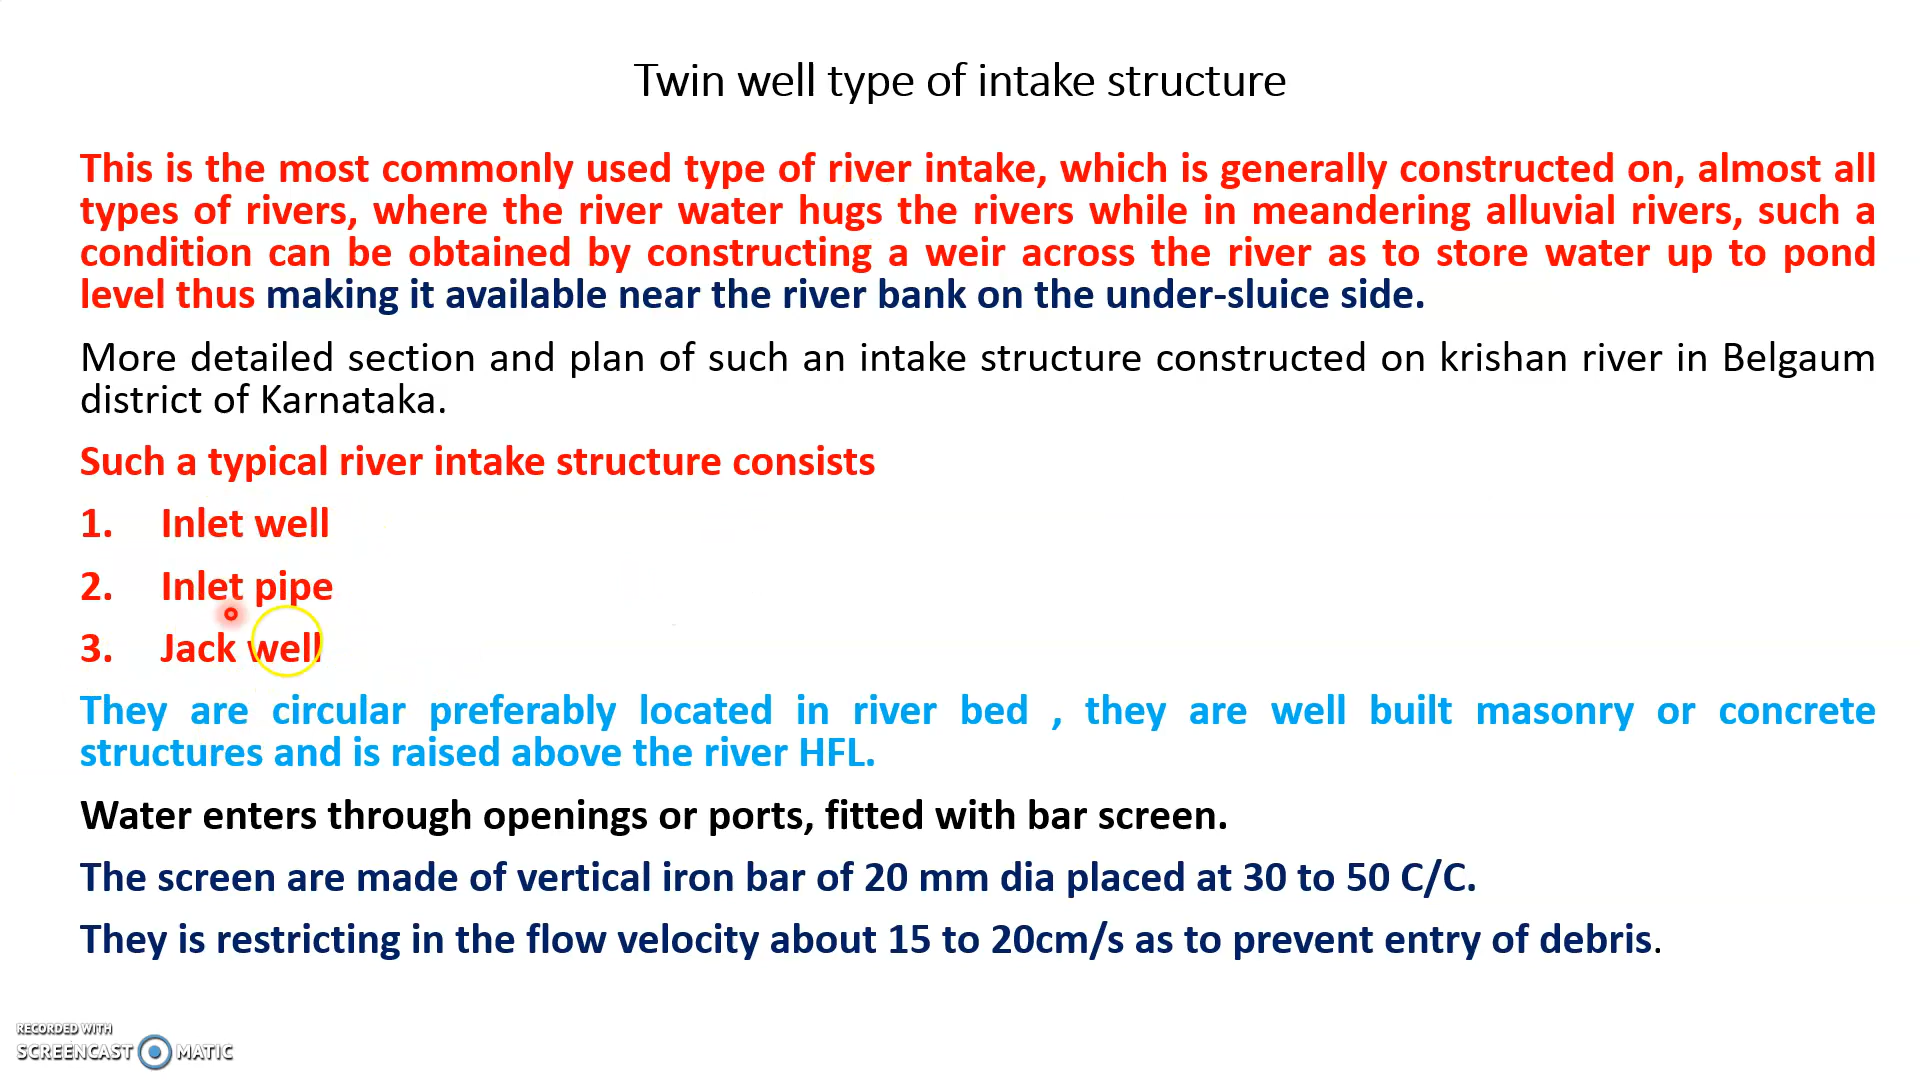 Twin well type of intake structure
This is the most commonly used type of river intake, which is generally constructed on, almost all
types of rivers, where the river water hugs the rivers while in meandering alluvial rivers, such a
condition can be obtained by constructing a weir across the river as to store water up to pond
level thus making it available near the river bank on the under-sluice side.
More detailed section and plan of such an intake structure constructed on krishan river in Belgaum
district of Karnataka.
Such a typical river intake structure consists
1. Inlet well
2. Inlet pipe
3. Jack well
They are circular preferably located in river bed , they are well built masonry or concrete
structures and is raised above the river HFL.
Water enters through openings or ports, fitted with bar screen.
The screen are made of vertical iron bar of 20 mm dia placed at 30 to 50 C/C.
They is restricting in the flow velocity about 15 to 20cm/s as to prevent entry of debris.
RECORDED WITH
SCREENCAST MATIC